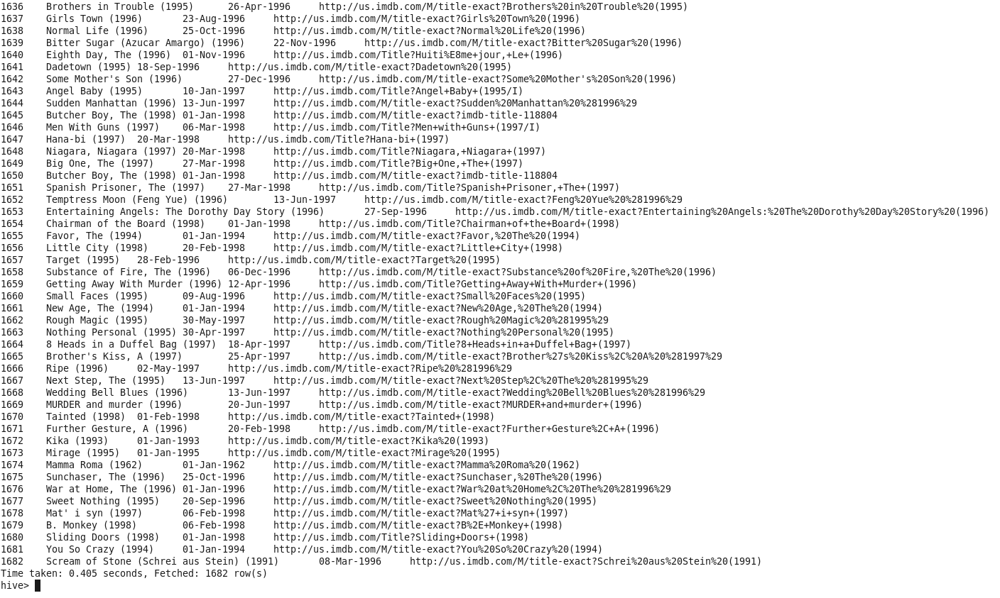 1636    Brothers in Trouble (1995)      26-Apr-1996     http://us.imdb.com/M/title-exact?Brothers%20in%20Trouble%20(1995)
1637    Girls Town (1996)       23-Aug-1996     http://us.imdb.com/M/title-exact?Girls%20Town%20(1996)
1638    Normal Life (1996)      25-Oct-1996     http://us.imdb.com/M/title-exact?Normal%20Life%20(1996)
1639    Bitter Sugar (Azucar Amargo) (1996)     22-Nov-1996     http://us.imdb.com/M/title-exact?Bitter%20Sugar%20(1996)
1640    Eighth Day, The (1996)  01-Nov-1996     http://us.imdb.com/Title?Huiti%E8me+jour,+Le+(1996)
1641    Dadetown (1995) 18-Sep-1996     http://us.imdb.com/M/title-exact?Dadetown%20(1995)
1642    Some Mother's Son (1996)        27-Dec-1996     http://us.imdb.com/M/title-exact?Some%20Mother's%20Son%20(1996)
1643    Angel Baby (1995)       10-Jan-1997     http://us.imdb.com/Title?Angel+Baby+(1995/I)
1644    Sudden Manhattan (1996) 13-Jun-1997     http://us.imdb.com/M/title-exact?Sudden%20Manhattan%20%281996%29
1645    Butcher Boy, The (1998) 01-Jan-1998     http://us.imdb.com/M/title-exact?imdb-title-118804
1646    Men With Guns (1997)    06-Mar-1998     http://us.imdb.com/Title?Men+with+Guns+(1997/I)
1647    Hana-bi (1997)  20-Mar-1998     http://us.imdb.com/Title?Hana-bi+(1997)
1648    Niagara, Niagara (1997) 20-Mar-1998     http://us.imdb.com/Title?Niagara,+Niagara+(1997)
1649    Big One, The (1997)     27-Mar-1998     http://us.imdb.com/Title?Big+One,+The+(1997)
1650    Butcher Boy, The (1998) 01-Jan-1998     http://us.imdb.com/M/title-exact?imdb-title-118804
1651    Spanish Prisoner, The (1997)    27-Mar-1998     http://us.imdb.com/Title?Spanish+Prisoner,+The+(1997)
1652    Temptress Moon (Feng Yue) (1996)        13-Jun-1997     http://us.imdb.com/M/title-exact?Feng%20Yue%20%281996%29
1653    Entertaining Angels: The Dorothy Day Story (1996)       27-Sep-1996     http://us.imdb.com/M/title-exact?Entertaining%20Angels:%20The%20Dorothy%20Day%20Story%20(1996)
1654    Chairman of the Board (1998)    01-Jan-1998     http://us.imdb.com/Title?Chairman+of+the+Board+(1998)
1655    Favor, The (1994)       01-Jan-1994     http://us.imdb.com/M/title-exact?Favor,%20The%20(1994)
1656    Little City (1998)      20-Feb-1998     http://us.imdb.com/M/title-exact?Little+City+(1998)
1657    Target (1995)   28-Feb-1996     http://us.imdb.com/M/title-exact?Target%20(1995)
1658    Substance of Fire, The (1996)   06-Dec-1996     http://us.imdb.com/M/title-exact?Substance%20of%20Fire,%20The%20(1996)
1659    Getting Away With Murder (1996) 12-Apr-1996     http://us.imdb.com/Title?Getting+Away+With+Murder+(1996)
1660    Small Faces (1995)      09-Aug-1996     http://us.imdb.com/M/title-exact?Small%20Faces%20(1995)
1661    New Age, The (1994)     01-Jan-1994     http://us.imdb.com/M/title-exact?New%20Age,%20The%20(1994)
1662    Rough Magic (1995)      30-May-1997     http://us.imdb.com/M/title-exact?Rough%20Magic%20%281995%29
1663    Nothing Personal (1995) 30-Apr-1997     http://us.imdb.com/M/title-exact?Nothing%20Personal%20(1995)
1664    8 Heads in a Duffel Bag (1997)  18-Apr-1997     http://us.imdb.com/Title?8+Heads+in+a+Duffel+Bag+(1997)
1665    Brother's Kiss, A (1997)        25-Apr-1997     http://us.imdb.com/M/title-exact?Brother%27s%20Kiss%2C%20A%20%281997%29
1666    Ripe (1996)     02-May-1997     http://us.imdb.com/M/title-exact?Ripe%20%281996%29
1667    Next Step, The (1995)   13-Jun-1997     http://us.imdb.com/M/title-exact?Next%20Step%2C%20The%20%281995%29
1668    Wedding Bell Blues (1996)       13-Jun-1997     http://us.imdb.com/M/title-exact?Wedding%20Bell%20Blues%20%281996%29
1669    MURDER and murder (1996)        20-Jun-1997     http://us.imdb.com/M/title-exact?MURDER+and+murder+(1996)
1670    Tainted (1998)  01-Feb-1998     http://us.imdb.com/M/title-exact?Tainted+(1998)
1671    Further Gesture, A (1996)       20-Feb-1998     http://us.imdb.com/M/title-exact?Further+Gesture%2C+A+(1996)
1672    Kika (1993)     01-Jan-1993     http://us.imdb.com/M/title-exact?Kika%20(1993)
1673    Mirage (1995)   01-Jan-1995     http://us.imdb.com/M/title-exact?Mirage%20(1995)
1674    Mamma Roma (1962)       01-Jan-1962     http://us.imdb.com/M/title-exact?Mamma%20Roma%20(1962)
1675    Sunchaser, The (1996)   25-Oct-1996     http://us.imdb.com/M/title-exact?Sunchaser,%20The%20(1996)
1676    War at Home, The (1996) 01-Jan-1996     http://us.imdb.com/M/title-exact?War%20at%20Home%2C%20The%20%281996%29
1677    Sweet Nothing (1995)    20-Sep-1996     http://us.imdb.com/M/title-exact?Sweet%20Nothing%20(1995)
1678    Mat' i syn (1997)       06-Feb-1998     http://us.imdb.com/M/title-exact?Mat%27+i+syn+(1997)
1679    B. Monkey (1998)        06-Feb-1998     http://us.imdb.com/M/title-exact?B%2E+Monkey+(1998)
1680    Sliding Doors (1998)    01-Jan-1998     http://us.imdb.com/Title?Sliding+Doors+(1998)
1681    You So Crazy (1994)     01-Jan-1994     http://us.imdb.com/M/title-exact?You%20So%20Crazy%20(1994)
1682    Scream of Stone (Schrei aus Stein) (1991)       08-Mar-1996     http://us.imdb.com/M/title-exact?Schrei%20aus%20Stein%20(1991)
Time taken: 0.405 seconds, Fetched: 1682 row(s)
hive>